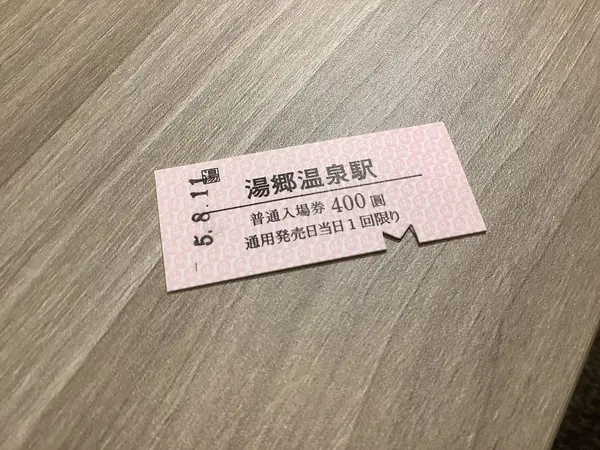 湯
5.8.11
湯郷温泉駅
普通入場券 400圓
通用発売日当日1回限り